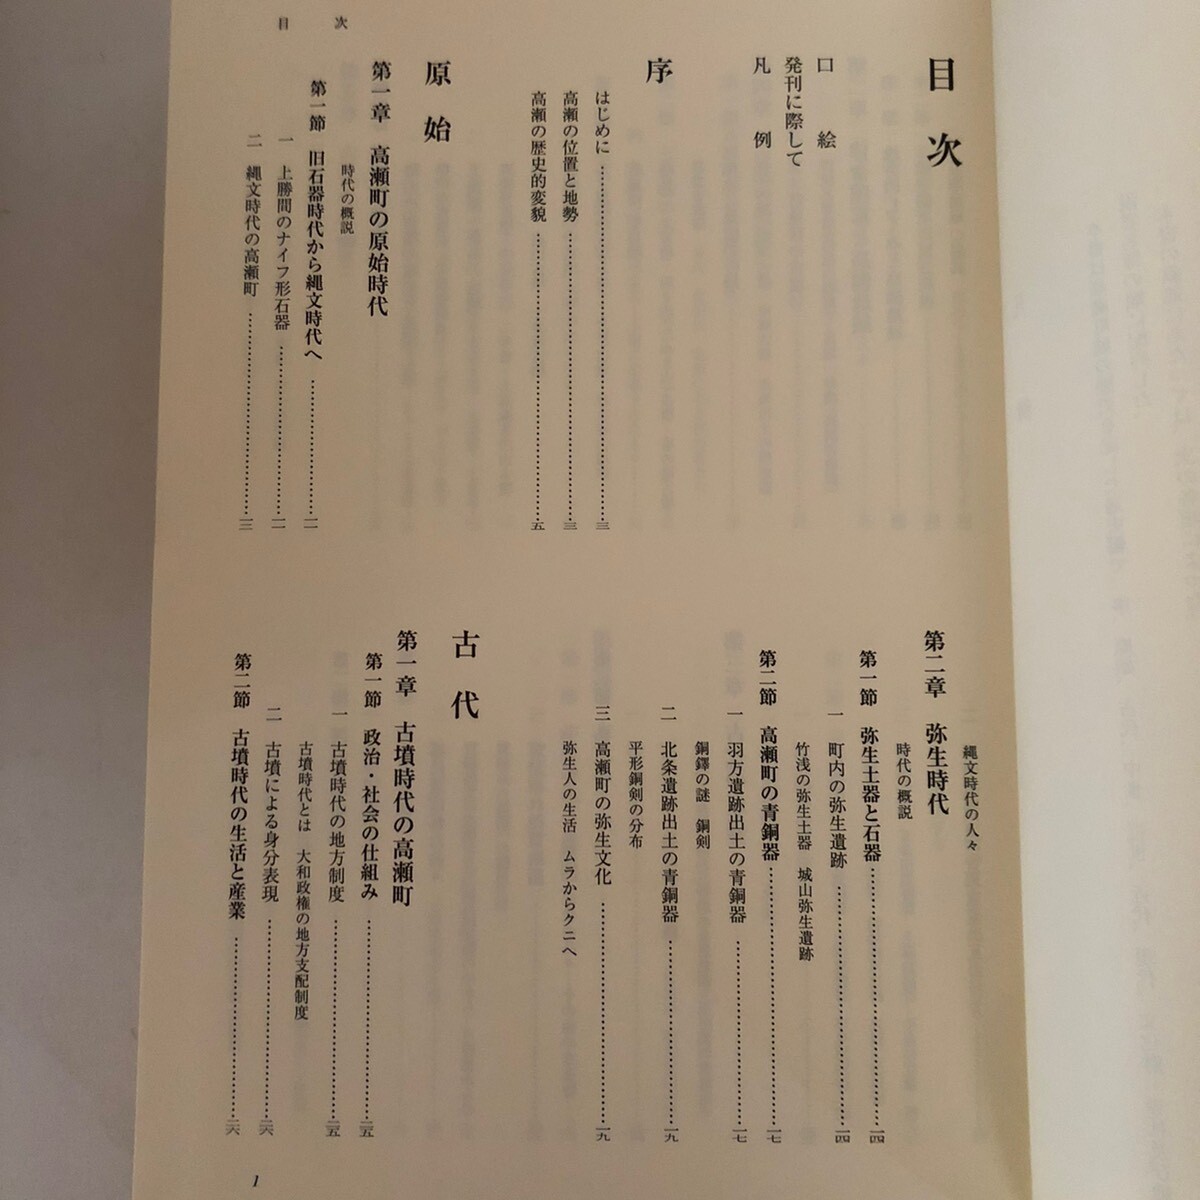 目次
目次
口絵
発刊に際して
凡例
序
はじめに……三
高瀬の位置と地勢……三
高瀬の歴史的変貌……五
原始
第一章 高瀬町の原始時代
時代の概説
第一節 旧石器時代から縄文時代へ……一一
一 上勝間のナイフ形石器……一一
二 縄文時代の高瀬町……一三
縄文時代の人々
第二章 弥生時代
時代の概説
第一節 弥生土器と石器……一四
一 町内の弥生遺跡……一四
竹浅の弥生土器 城山弥生遺跡
第二節 高瀬町の青銅器……一七
一 羽方遺跡出土の青銅器……一七
銅鐸の謎 銅剣
二 北条遺跡出土の青銅器……一九
平形銅剣の分布
三 高瀬町の弥生文化……一九
弥生人の生活 ムラからクニへ
古代
第一章 古墳時代の高瀬町
第一節 政治・社会の仕組み……二五
一 古墳時代の地方制度……二五
古墳時代とは 大和政権の地方支配制度
二 古墳による身分表現……二六
第二節 古墳時代の生活と産業……二六
1